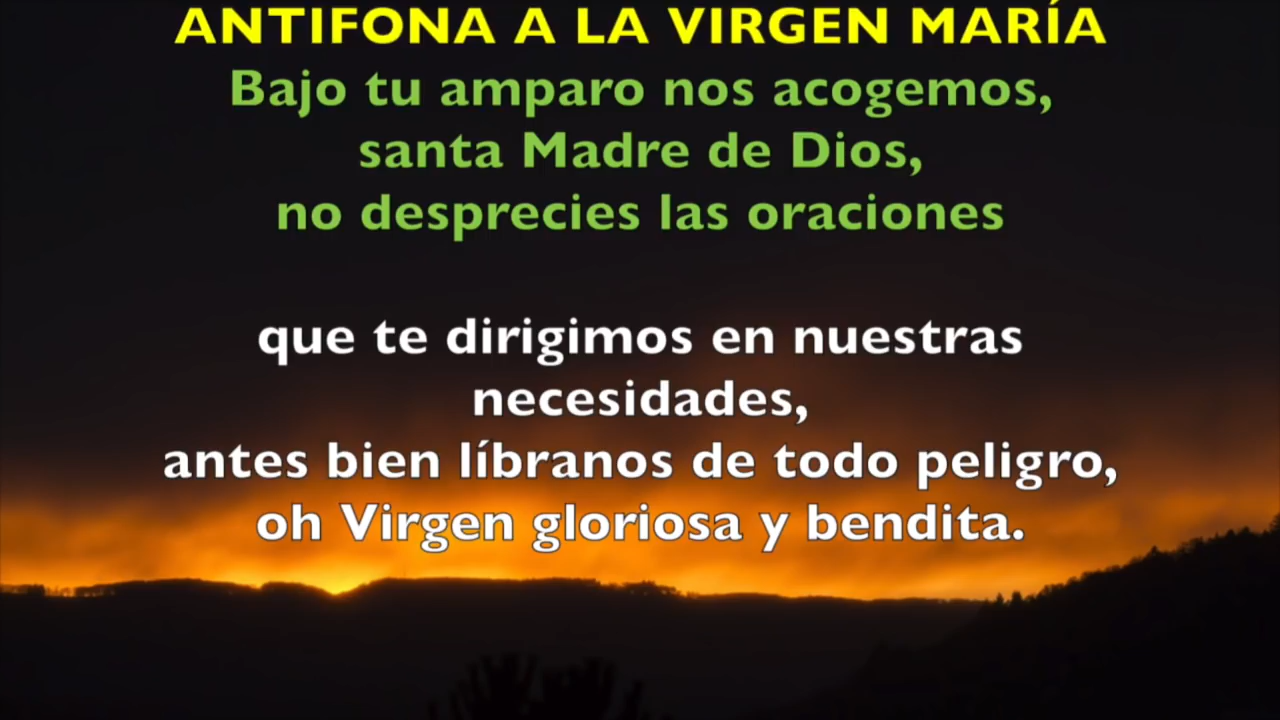 ANTIFONA A LA VIRGEN MARÍA
Bajo tu amparo nos acogemos,
santa Madre de Dios,
no desprecies las oraciones
que te dirigimos en nuestras
necesidades,
antes bien líbranos de todo peligro,
oh Virgen gloriosa y bendita.